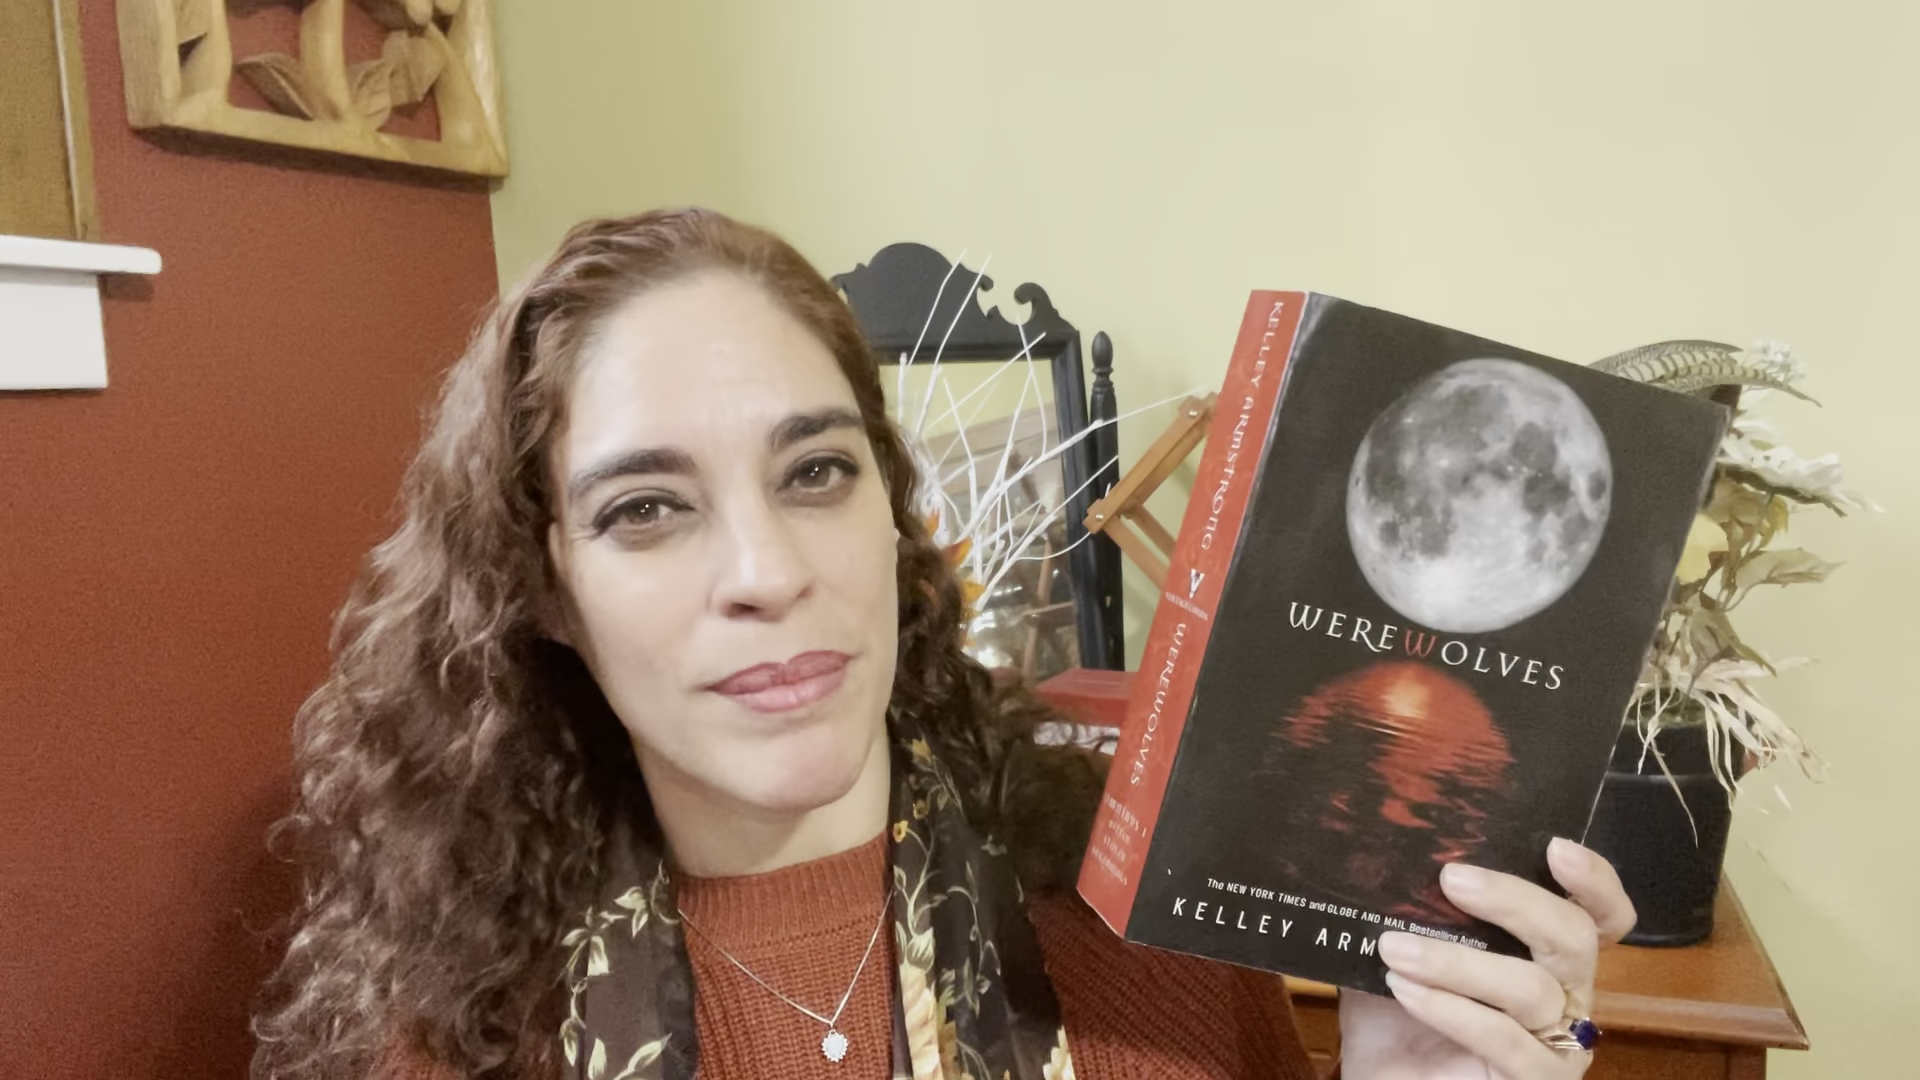 KELLEY ARMSTRONG
V
WEREWOLVES
WEREWOLVES
The NEW YORK TIMES and GLOBE AND MAIL Bestselling Author
KELLEY ARM